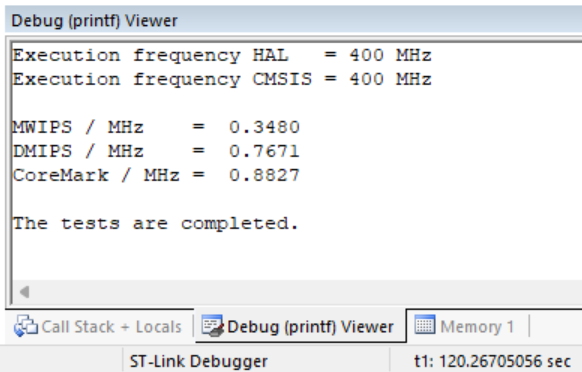 Debug (printf) Viewer
Execution frequency HAL   = 400 MHz
Execution frequency CMSIS = 400 MHz
MWIPS / MHz    =  0.3480
DMIPS / MHz    =  0.7671
CoreMark / MHz =  0.8827
The tests are completed.
Call Stack + Locals Debug (printf) Viewer Memory 1
ST-Link Debugger t1: 120.26705056 sec